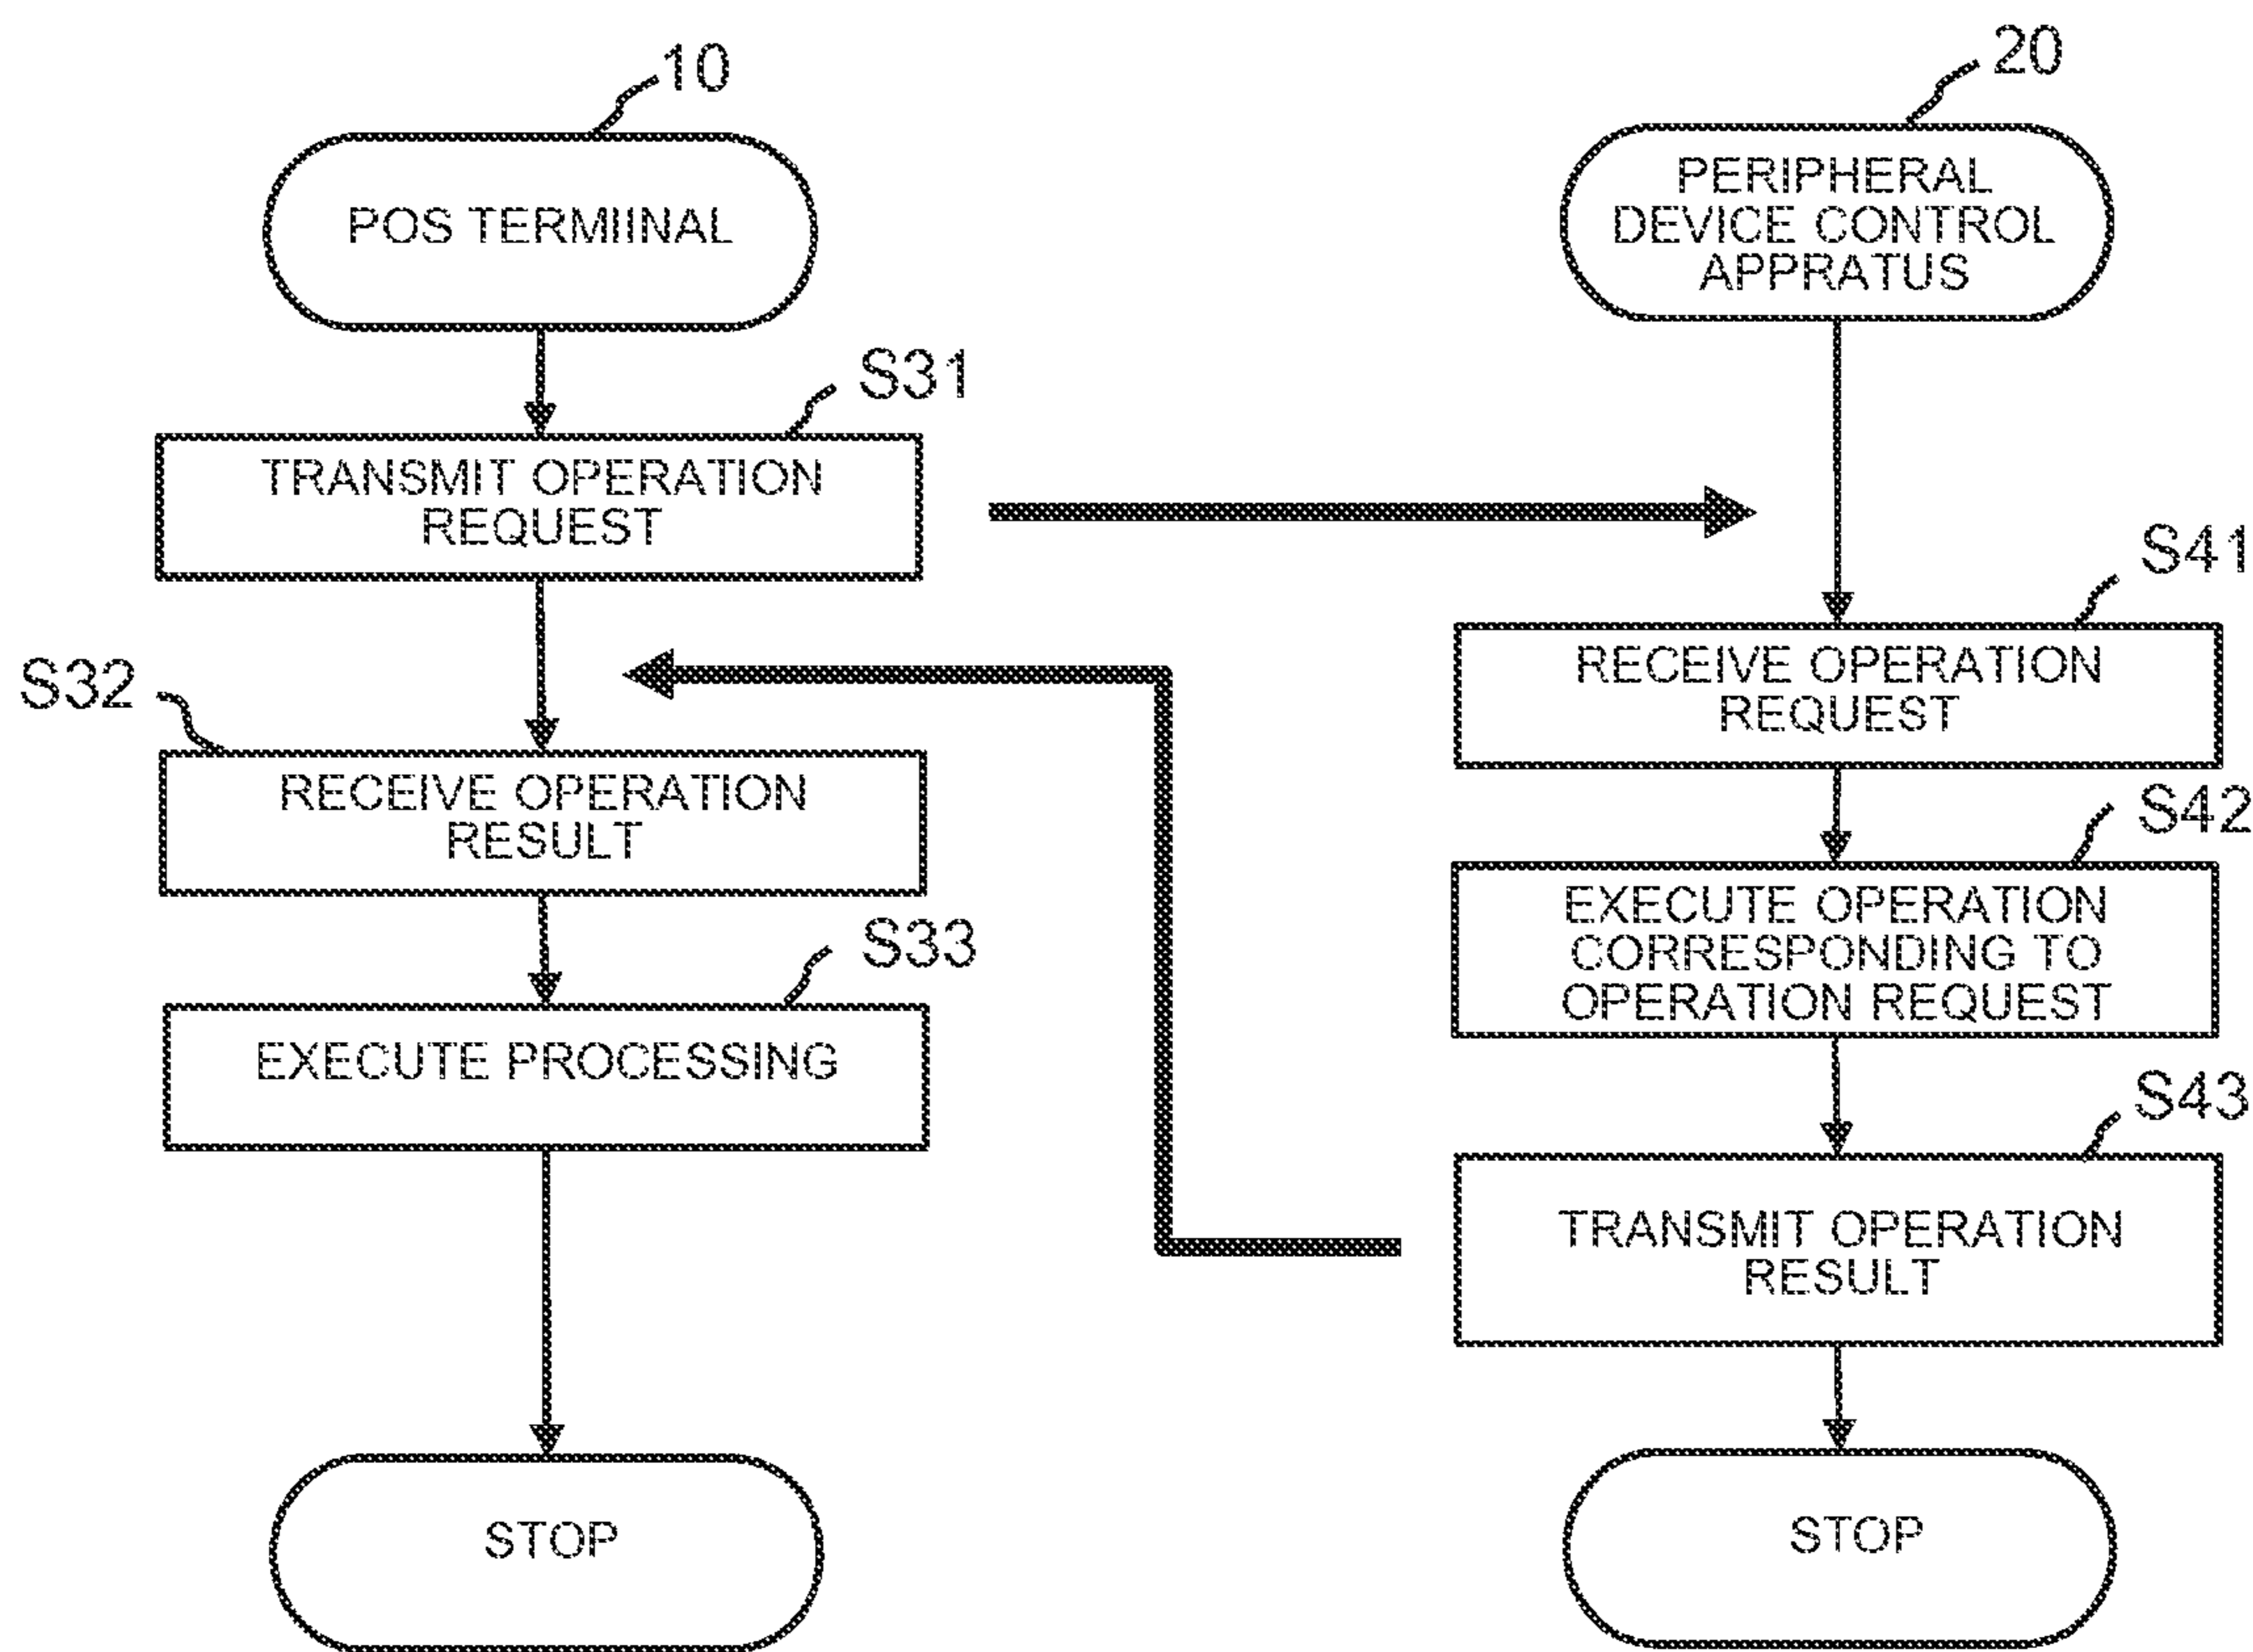 10
POS TERMIINAL
S31
TRANSMIT OPERATION
REQUEST
S32
RECEIVE OPERATION
RESULT
S33
EXECUTE PROCESSING
STOP
20
PERIPHERAL
DEVICE CONTROL
APPRATUS
S41
RECEIVE OPERATION
REQUEST
S42
EXECUTE OPERATION
CORRESPONDING TO
OPERATION REQUEST
S43
TRANSMIT OPERATION
RESULT
STOP